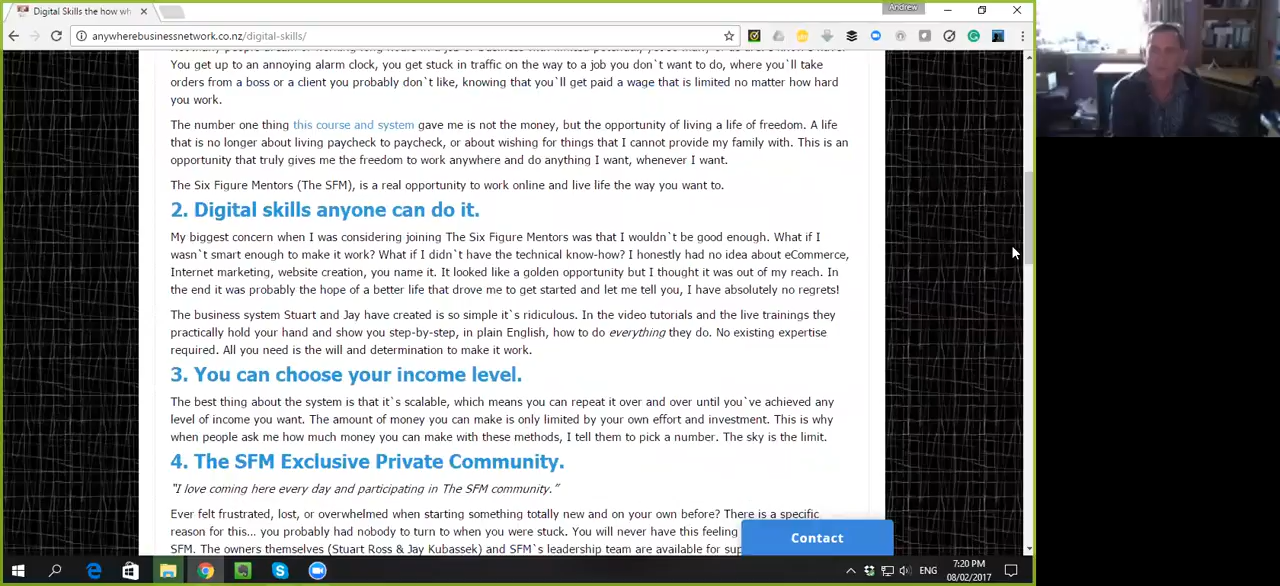 Digital Skills the how wh
Andrew
anywherebusinessnetwork.co.nz/digital-skills/
You get up to an annoying alarm clock, you get stuck in traffic on the way to a job you don`t want to do, where you`ll take
orders from a boss or a client you probably don`t like, knowing that you`ll get paid a wage that is limited no matter how hard
you work.
The number one thing this course and system gave me is not the money, but the opportunity of living a life of freedom. A life
that is no longer about living paycheck to paycheck, or about wishing for things that I cannot provide my family with. This is an
opportunity that truly gives me the freedom to work anywhere and do anything I want, whenever I want.
The Six Figure Mentors (The SFM), is a real opportunity to work online and live life the way you want to.
2. Digital skills anyone can do it.
My biggest concern when I was considering joining The Six Figure Mentors was that I wouldn`t be good enough. What if I
wasn`t smart enough to make it work? What if I didn`t have the technical know-how? I honestly had no idea about eCommerce,
Internet marketing, website creation, you name it. It looked like a golden opportunity but I thought it was out of my reach. In
the end it was probably the hope of a better life that drove me to get started and let me tell you, I have absolutely no regrets!
The business system Stuart and Jay have created is so simple it`s ridiculous. In the video tutorials and the live trainings they
practically hold your hand and show you step-by-step, in plain English, how to do everything they do. No existing expertise
required. All you need is the will and determination to make it work.
3. You can choose your income level.
The best thing about the system is that it`s scalable, which means you can repeat it over and over until you`ve achieved any
level of income you want. The amount of money you can make is only limited by your own effort and investment. This is why
when people ask me how much money you can make with these methods, I tell them to pick a number. The sky is the limit.
4. The SFM Exclusive Private Community.
“I love coming here every day and participating in The SFM community.”
Ever felt frustrated, lost, or overwhelmed when starting something totally new and on your own before? There is a specific
reason for this... you probably had nobody to turn to when you were stuck. You will never have this feeling
SFM. The owners themselves (Stuart Ross & Jay Kubassek) and SFM`s leadership team are available for sup
Contact
ENG
7:20 PM
08/02/2017